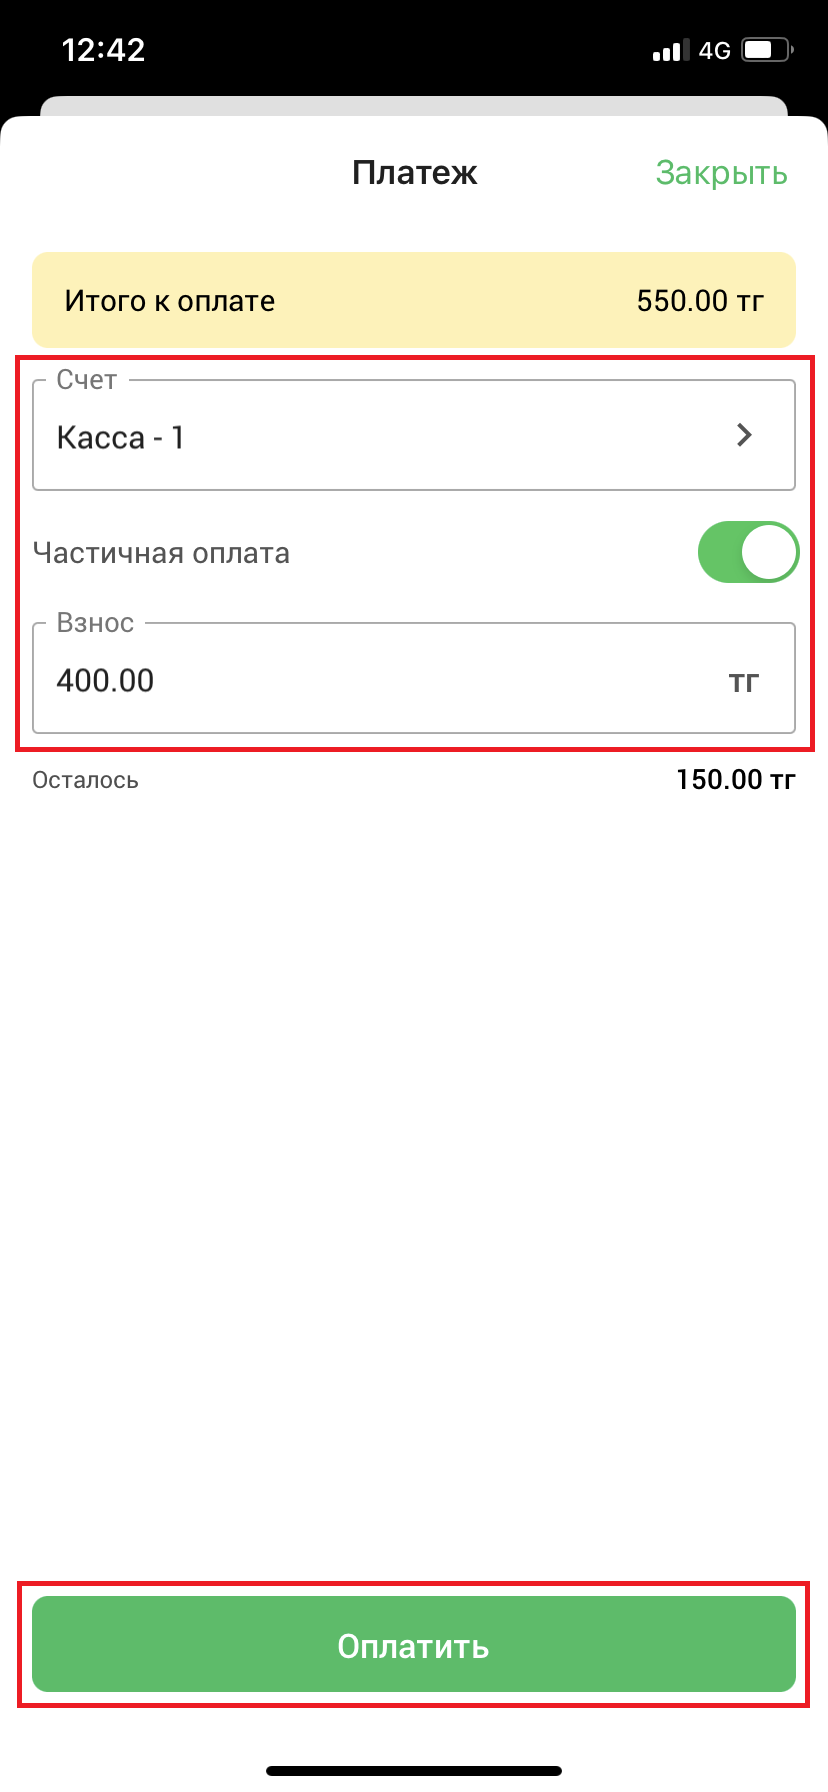 12:42
4G
Платеж
Закрыть
Итого к оплате
550.00 тг
Счет
Касса - 1
Частичная оплата
Взнос
400.00
тг
Осталось
150.00 тг
Оплатить